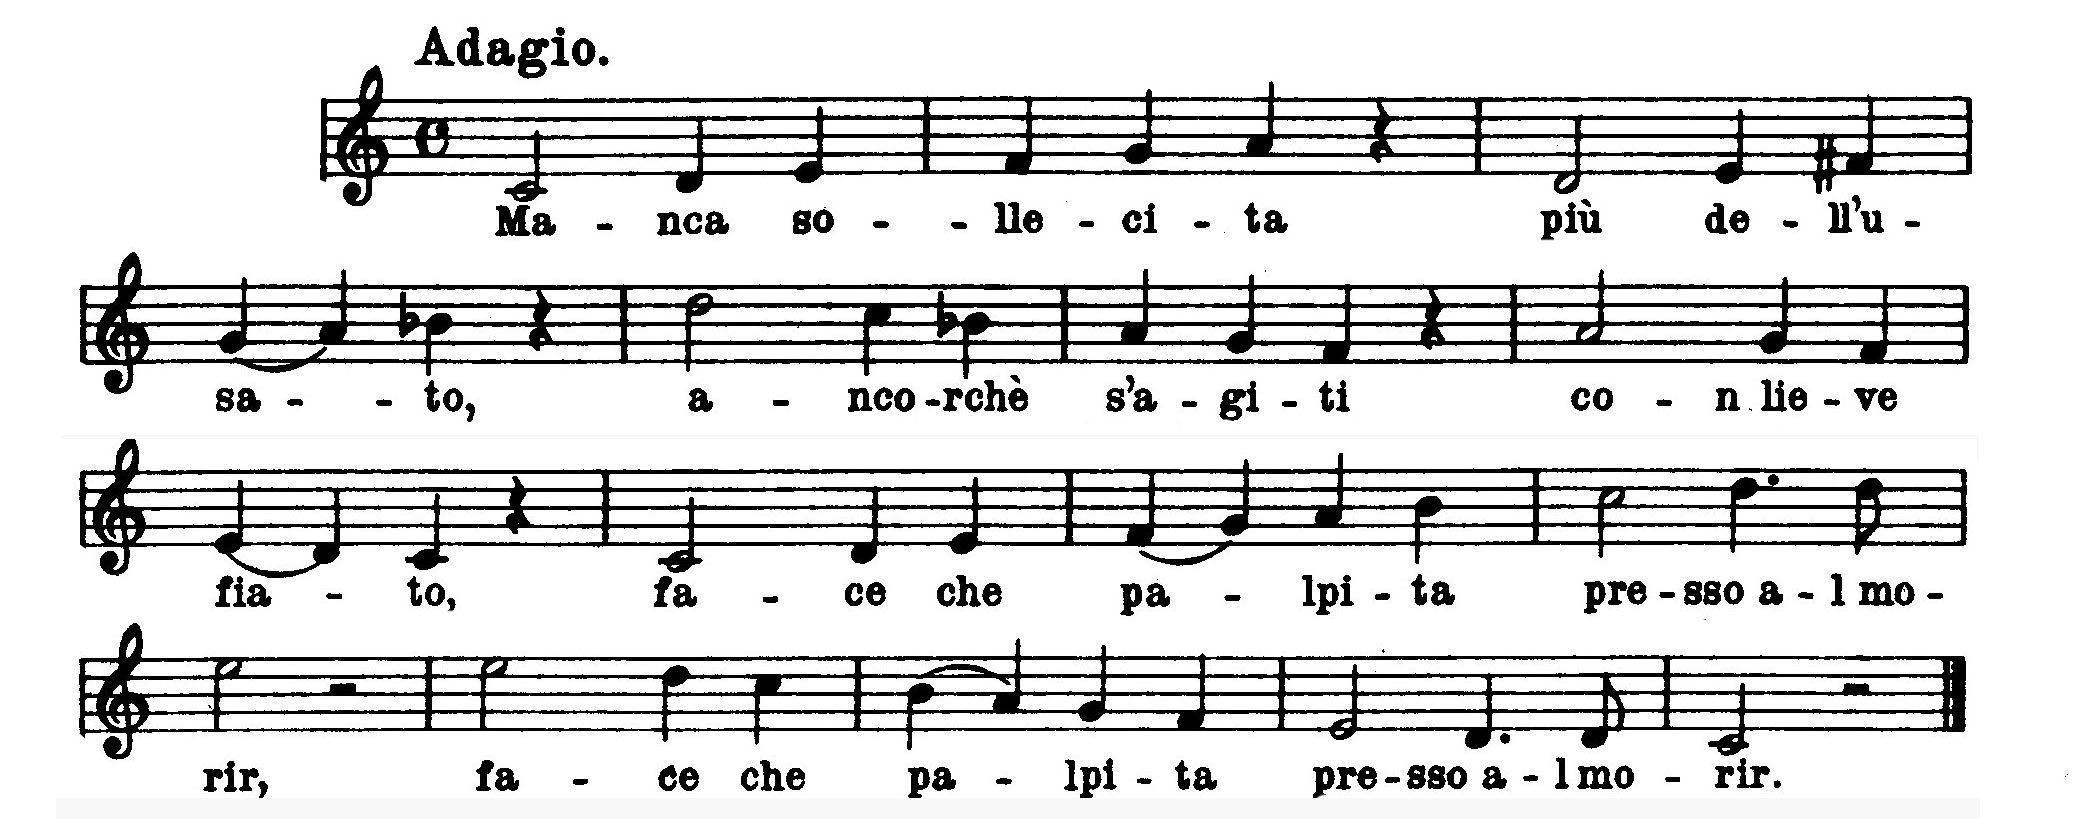 Adagio.
Ma - nca so - - lle - ci - ta più de - ll'u -
sa - - to, a - nco - rchè s'a - gi - ti co - n lie - ve
fia - to, fa - ce che pa - lpi - ta pre - sso a - l mo -
rir, fa - ce che pa - lpi - ta pre - sso a - l mo - rir.